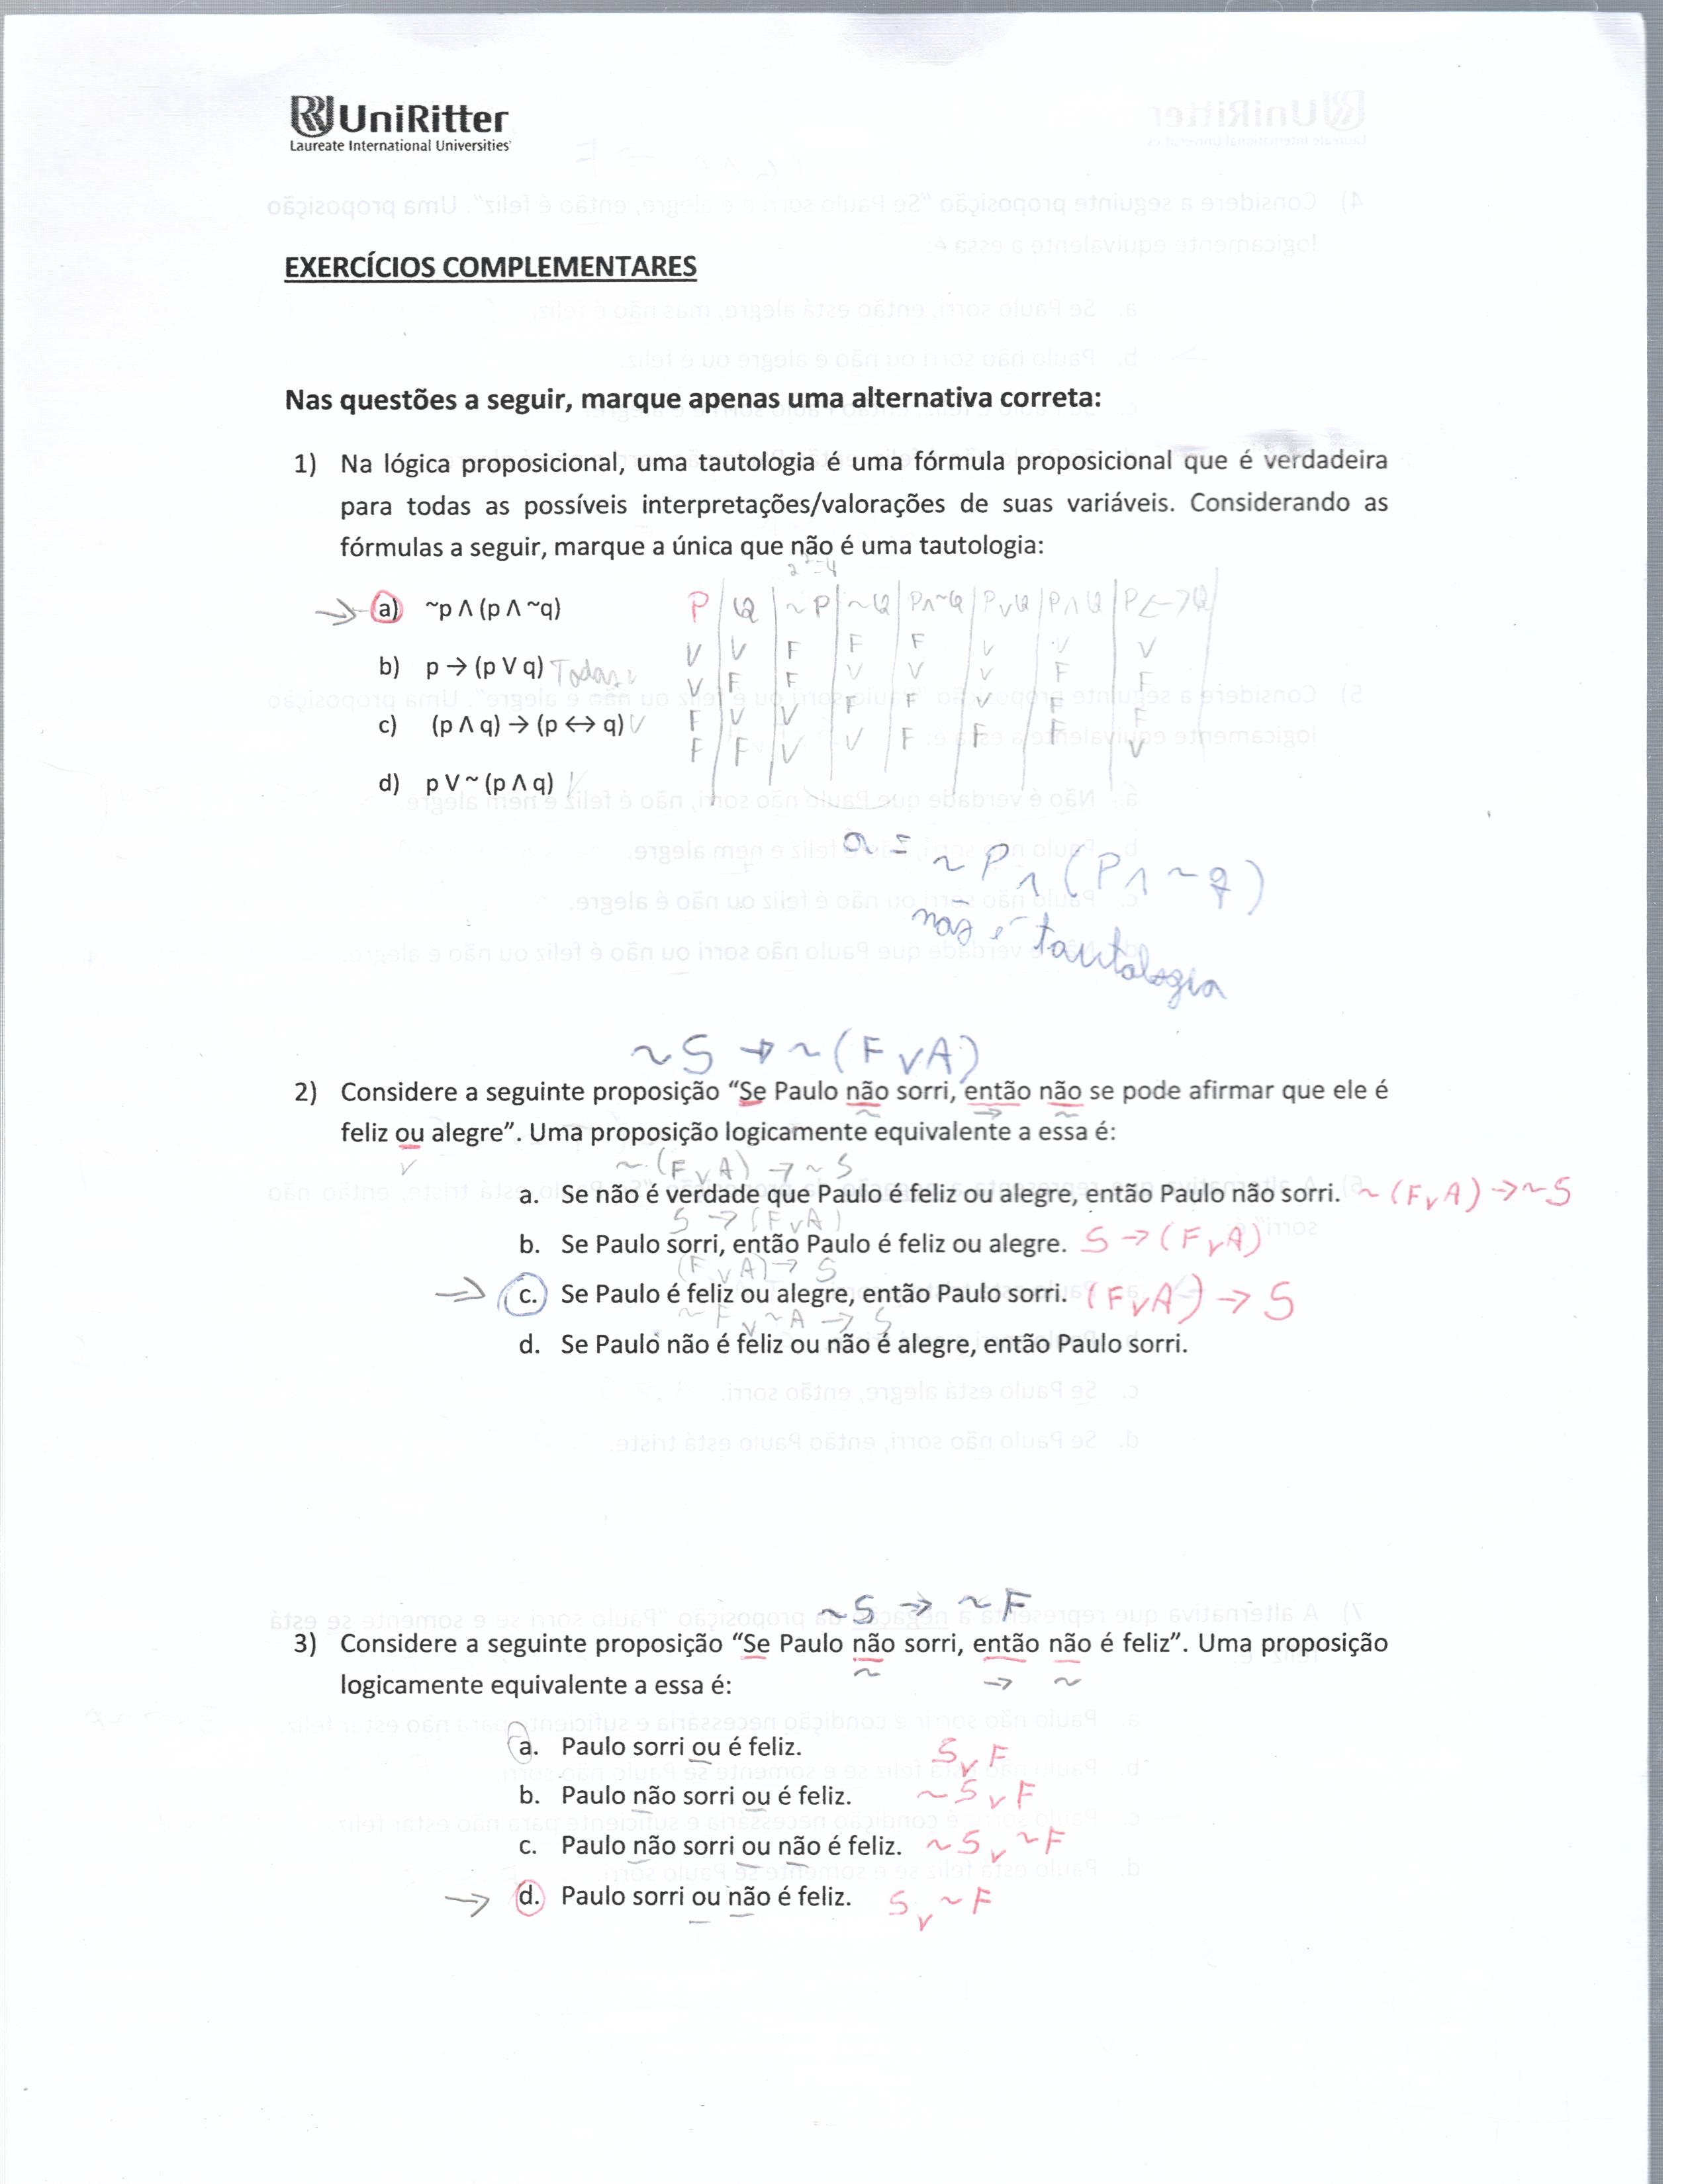 UniRitter
Laureate International Universities
EXERCÍCIOS COMPLEMENTARES
Nas questões a seguir, marque apenas uma alternativa correta:
1) Na lógica proposicional, uma tautologia é uma fórmula proposicional que é verdadeira
para todas as possíveis interpretações/valorações de suas variáveis. Considerando as
fórmulas a seguir, marque a única que não é uma tautologia:
2²=4
a) ~p Λ (p Λ ~q)
b) p → (p V q) Todas V
c) (p Λ q) → (p ↔ q) V
d) p V ~ (p Λ q) V
P | Q | ~P | ~Q | P∧~Q | P∨Q | P∧Q | P<->Q
V V F F F V V V
V F F V V V F F
F V V F F V F F
F F V V F F F V
a = ~P ∧ (P ∧ ~q)
não é tautologia
~S → ~(F ∨ A)
2) Considere a seguinte proposição “Se Paulo não sorri, então não se pode afirmar que ele é
~ → ~
feliz ou alegre”. Uma proposição logicamente equivalente a essa é:
v
~(F ∨ A) → ~S
a. Se não é verdade que Paulo é feliz ou alegre, então Paulo não sorri. ~(F ∨ A) → ~S
S → (F ∨ A)
b. Se Paulo sorri, então Paulo é feliz ou alegre. S → (F ∨ A)
(F ∨ A) → S
⇒ c. Se Paulo é feliz ou alegre, então Paulo sorri. (F ∨ A) → S
~F ∨ ~A → S
d. Se Paulo não é feliz ou não é alegre, então Paulo sorri.
~S → ~F
3) Considere a seguinte proposição “Se Paulo não sorri, então não é feliz”. Uma proposição
~ → ~
logicamente equivalente a essa é:
a. Paulo sorri ou é feliz. S ∨ F
b. Paulo não sorri ou é feliz. ~S ∨ F
c. Paulo não sorri ou não é feliz. ~S ∨ ~F
→ d. Paulo sorri ou não é feliz. S ∨ ~F